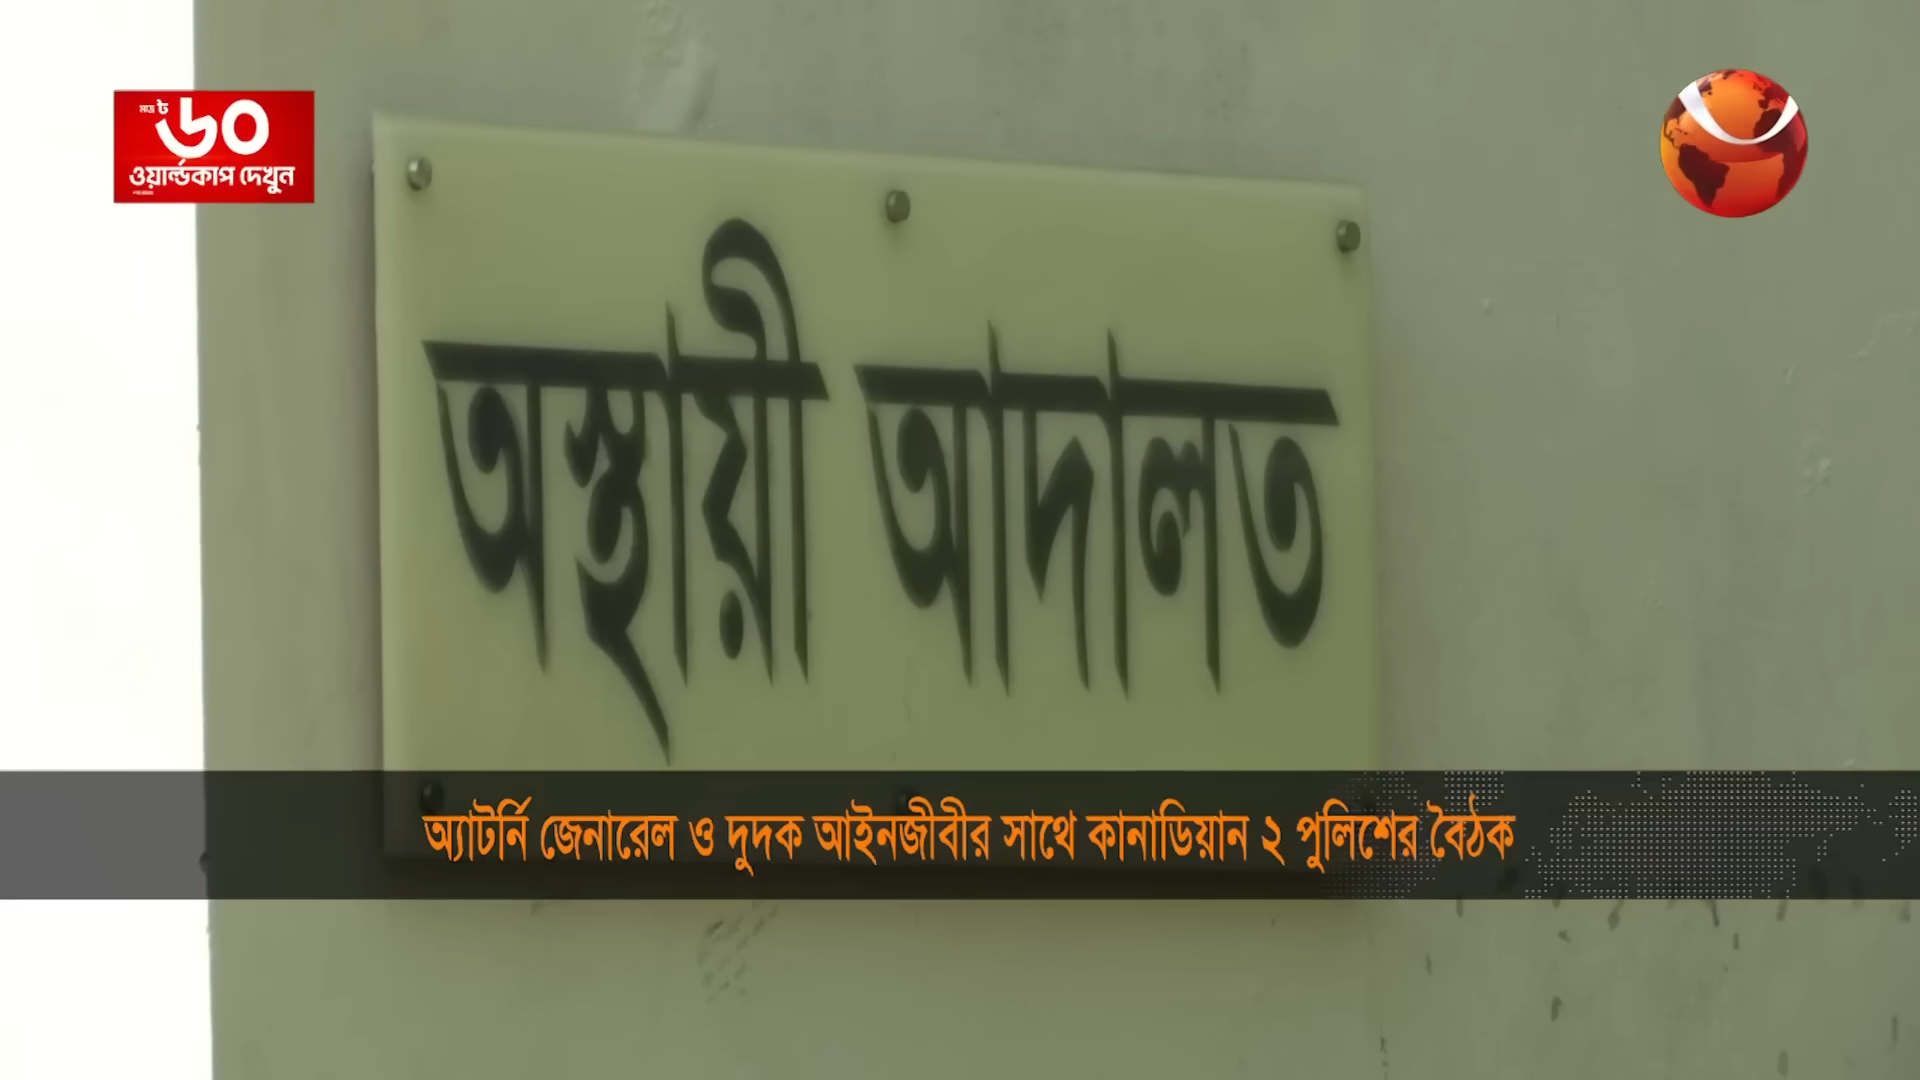 মাত্র ট
৬০
ওয়ার্ল্ডকাপ দেখুন
অস্থায়ী আদালত
অ্যাটর্নি জেনারেল ও দুদক আইনজীবীর সাথে কানাডিয়ান ২ পুলিশের বৈঠক